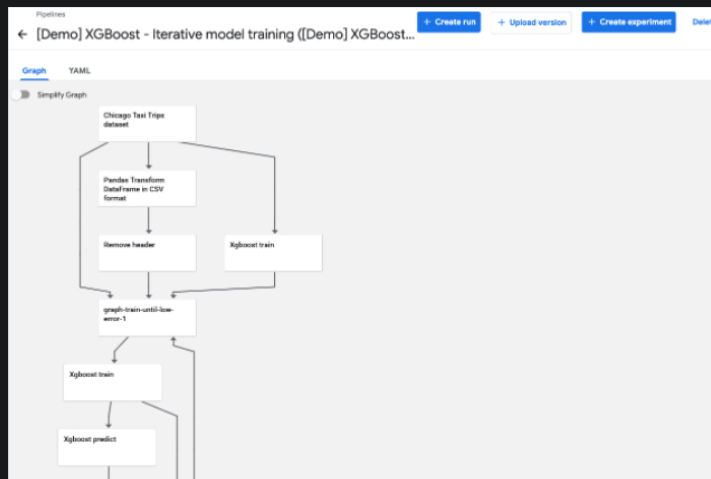 Pipelines
← [Demo] XGBoost - Iterative model training ([Demo] XGBoost...
+ Create run
+ Upload version
+ Create experiment
Delet
Graph
YAML
Simplify Graph
Chicago Taxi Trips
dataset
Pandas Transform
DataFrame in CSV
format
Remove header
Xgboost train
graph-train-until-low-
error-1
Xgboost train
Xgboost predict